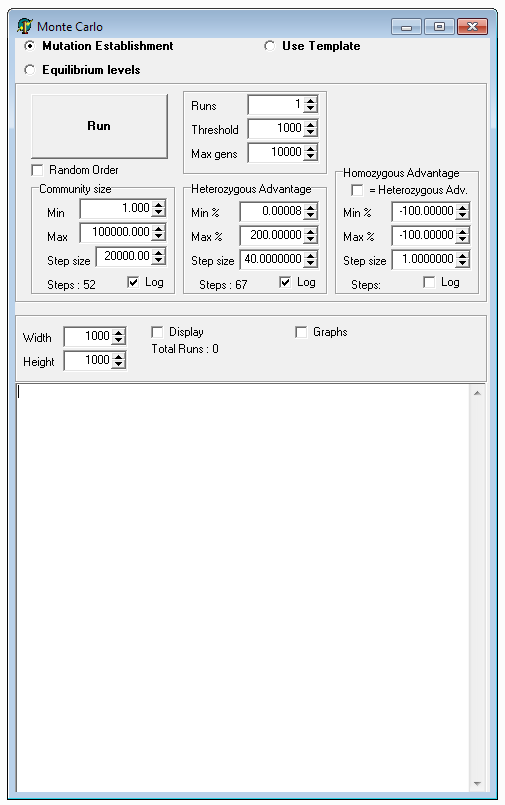 Monte Carlo
Mutation Establishment Use Template
Equilibrium levels
Run
Random Order
Runs 1
Threshold 1000
Max gens 10000
Community size
Min 1.000
Max 100000.000
Step size 20000.00
Steps : 52 Log
Heterozygous Advantage
Min % 0.00008
Max % 200.00000
Step size 40.0000000
Steps : 67 Log
Homozygous Advantage
= Heterozygous Adv.
Min % -100.00000
Max % -100.00000
Step size 1.0000000
Steps: Log
Width 1000
Height 1000
Display
Total Runs : 0
Graphs